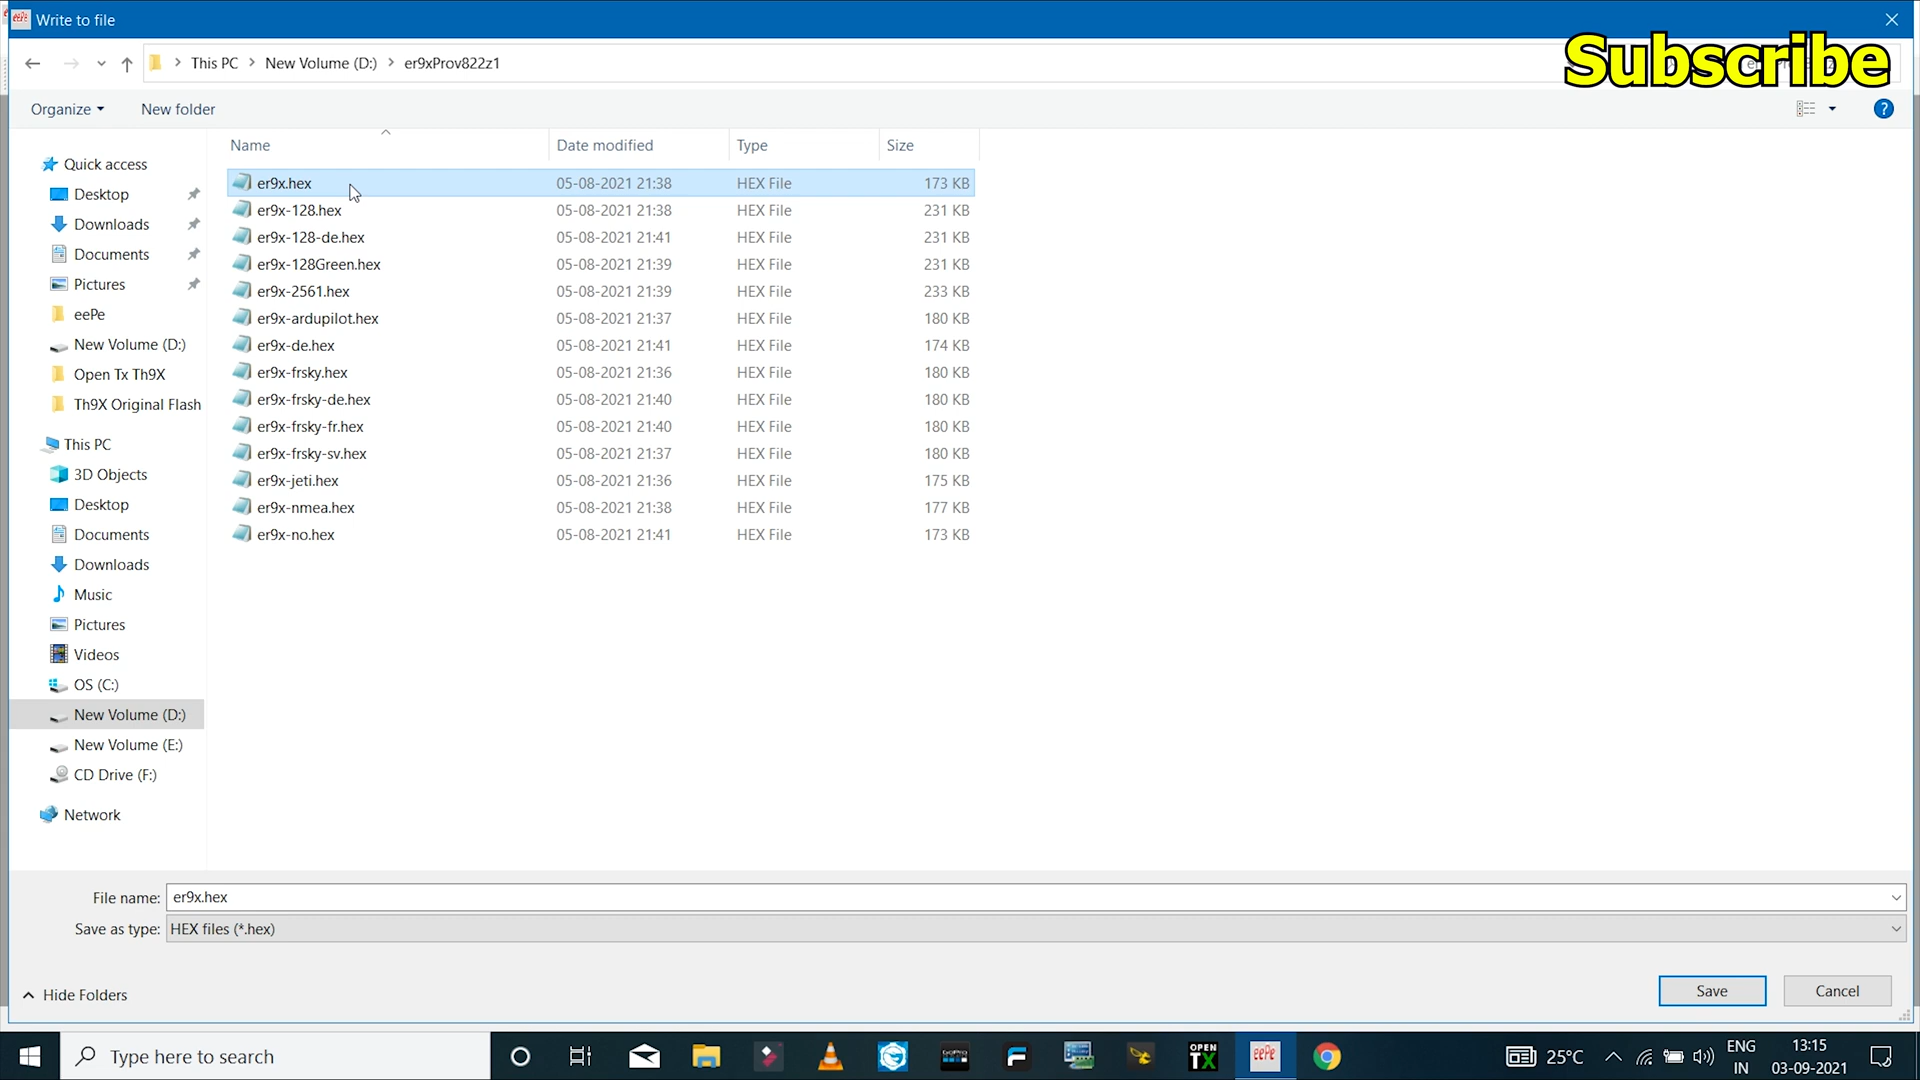 Write to file
Subscribe
This PC New Volume (D:) er9xProv822z1
Organize New folder
Name Date modified Type Size
Quick access
Desktop
Downloads
Documents
Pictures
eePe
New Volume (D:)
Open Tx Th9X
Th9X Original Flash
This PC
3D Objects
Desktop
Documents
Downloads
Music
Pictures
Videos
OS (C:)
New Volume (D:)
New Volume (E:)
CD Drive (F:)
Network
er9x.hex 05-08-2021 21:38 HEX File 173 KB
er9x-128.hex 05-08-2021 21:38 HEX File 231 KB
er9x-128-de.hex 05-08-2021 21:41 HEX File 231 KB
er9x-128Green.hex 05-08-2021 21:39 HEX File 231 KB
er9x-2561.hex 05-08-2021 21:39 HEX File 233 KB
er9x-ardupilot.hex 05-08-2021 21:37 HEX File 180 KB
er9x-de.hex 05-08-2021 21:41 HEX File 174 KB
er9x-frsky.hex 05-08-2021 21:36 HEX File 180 KB
er9x-frsky-de.hex 05-08-2021 21:40 HEX File 180 KB
er9x-frsky-fr.hex 05-08-2021 21:40 HEX File 180 KB
er9x-frsky-sv.hex 05-08-2021 21:37 HEX File 180 KB
er9x-jeti.hex 05-08-2021 21:36 HEX File 175 KB
er9x-nmea.hex 05-08-2021 21:38 HEX File 177 KB
er9x-no.hex 05-08-2021 21:41 HEX File 173 KB
File name: er9x.hex
Save as type: HEX files (*.hex)
Hide Folders Save Cancel
Type here to search
GoPro
OPEN TX
eePe
25°C
ENG IN
13:15
03-09-2021